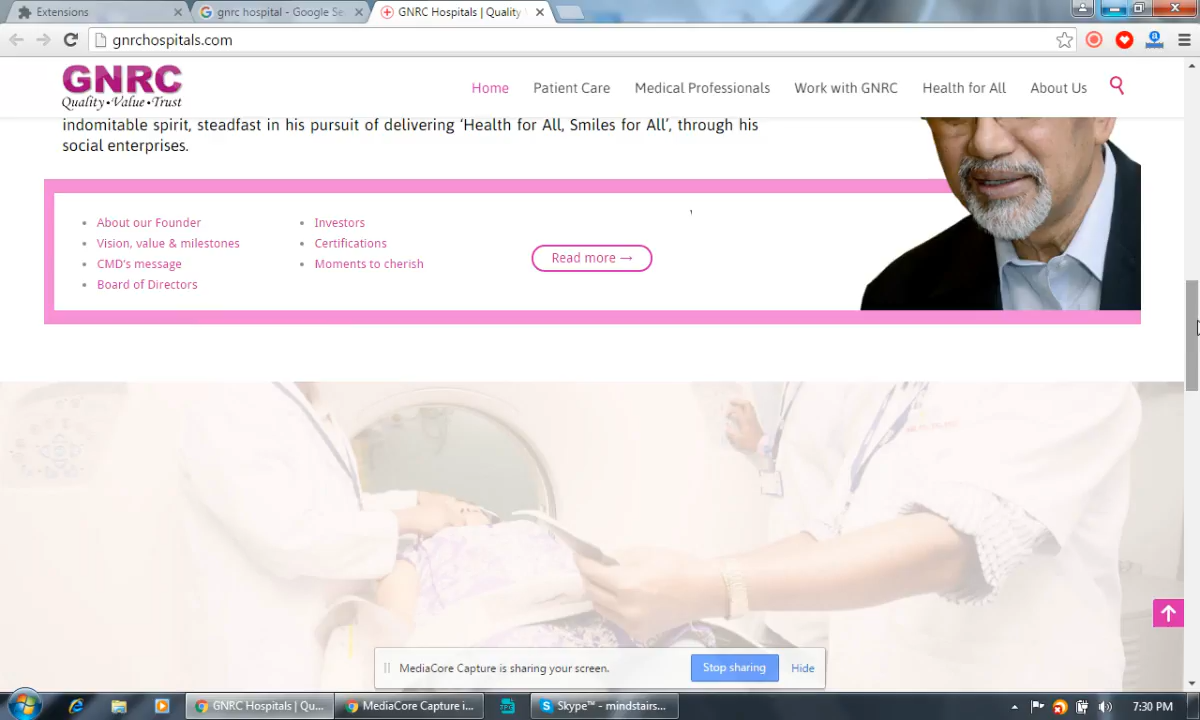 Extensions
gnrc hospital - Google Se
GNRC Hospitals | Quality
gnrchospitals.com
GNRC
Quality•Value•Trust
Home
Patient Care
Medical Professionals
Work with GNRC
Health for All
About Us
indomitable spirit, steadfast in his pursuit of delivering ‘Health for All, Smiles for All’, through his
social enterprises.
About our Founder
Vision, value & milestones
CMD's message
Board of Directors
Investors
Certifications
Moments to cherish
Read more →
MediaCore Capture is sharing your screen.
Stop sharing
Hide
GNRC Hospitals | Qu...
MediaCore Capture i...
Skype™ - mindstairs...
7:30 PM